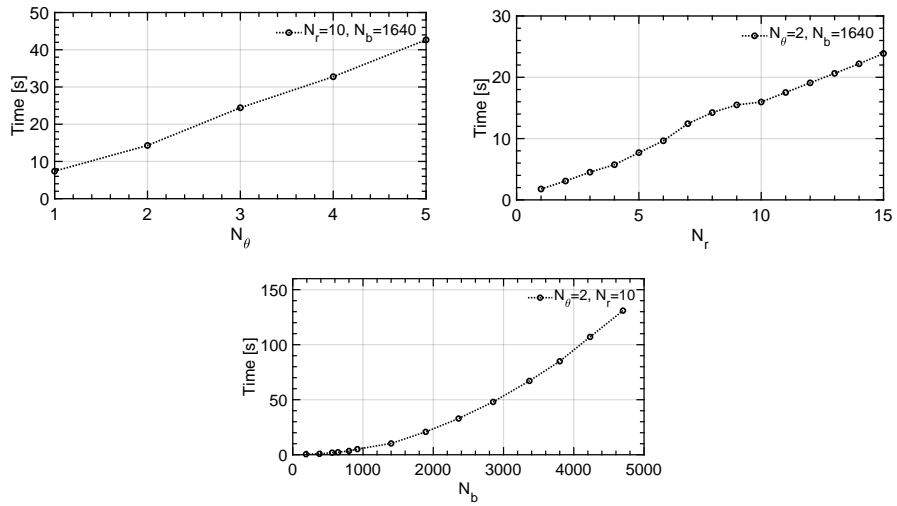 50
40
30
20
10
0
Time [s]
N_r=10, N_b=1640
1 2 3 4 5
N_θ
30
20
10
0
Time [s]
N_θ=2, N_b=1640
0 5 10 15
N_r
150
100
50
0
Time [s]
N_θ=2, N_r=10
0 1000 2000 3000 4000 5000
N_b